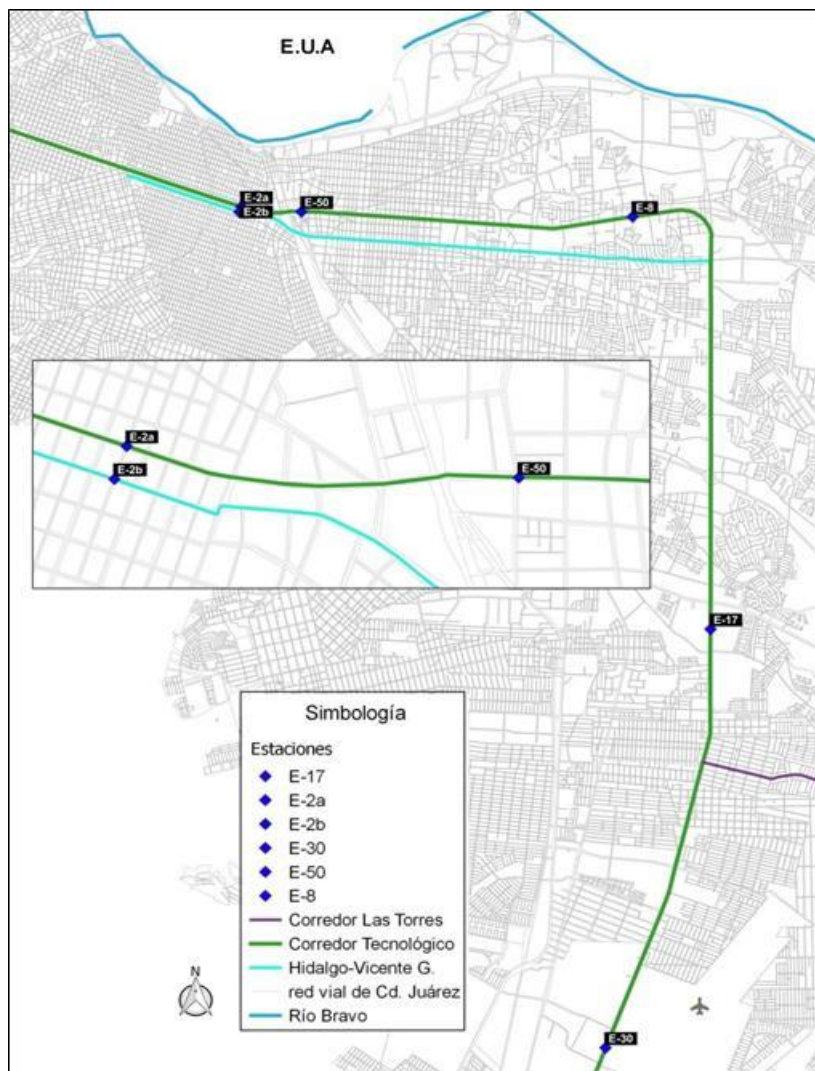 E.U.A
E-2a
E-2b
E-50
E-8
E-2a
E-2b
E-50
E-17
Simbología
Estaciones
E-17
E-2a
E-2b
E-30
E-50
E-8
Corredor Las Torres
Corredor Tecnológico
Hidalgo-Vicente G.
red vial de Cd. Juárez
Río Bravo
N
E-30